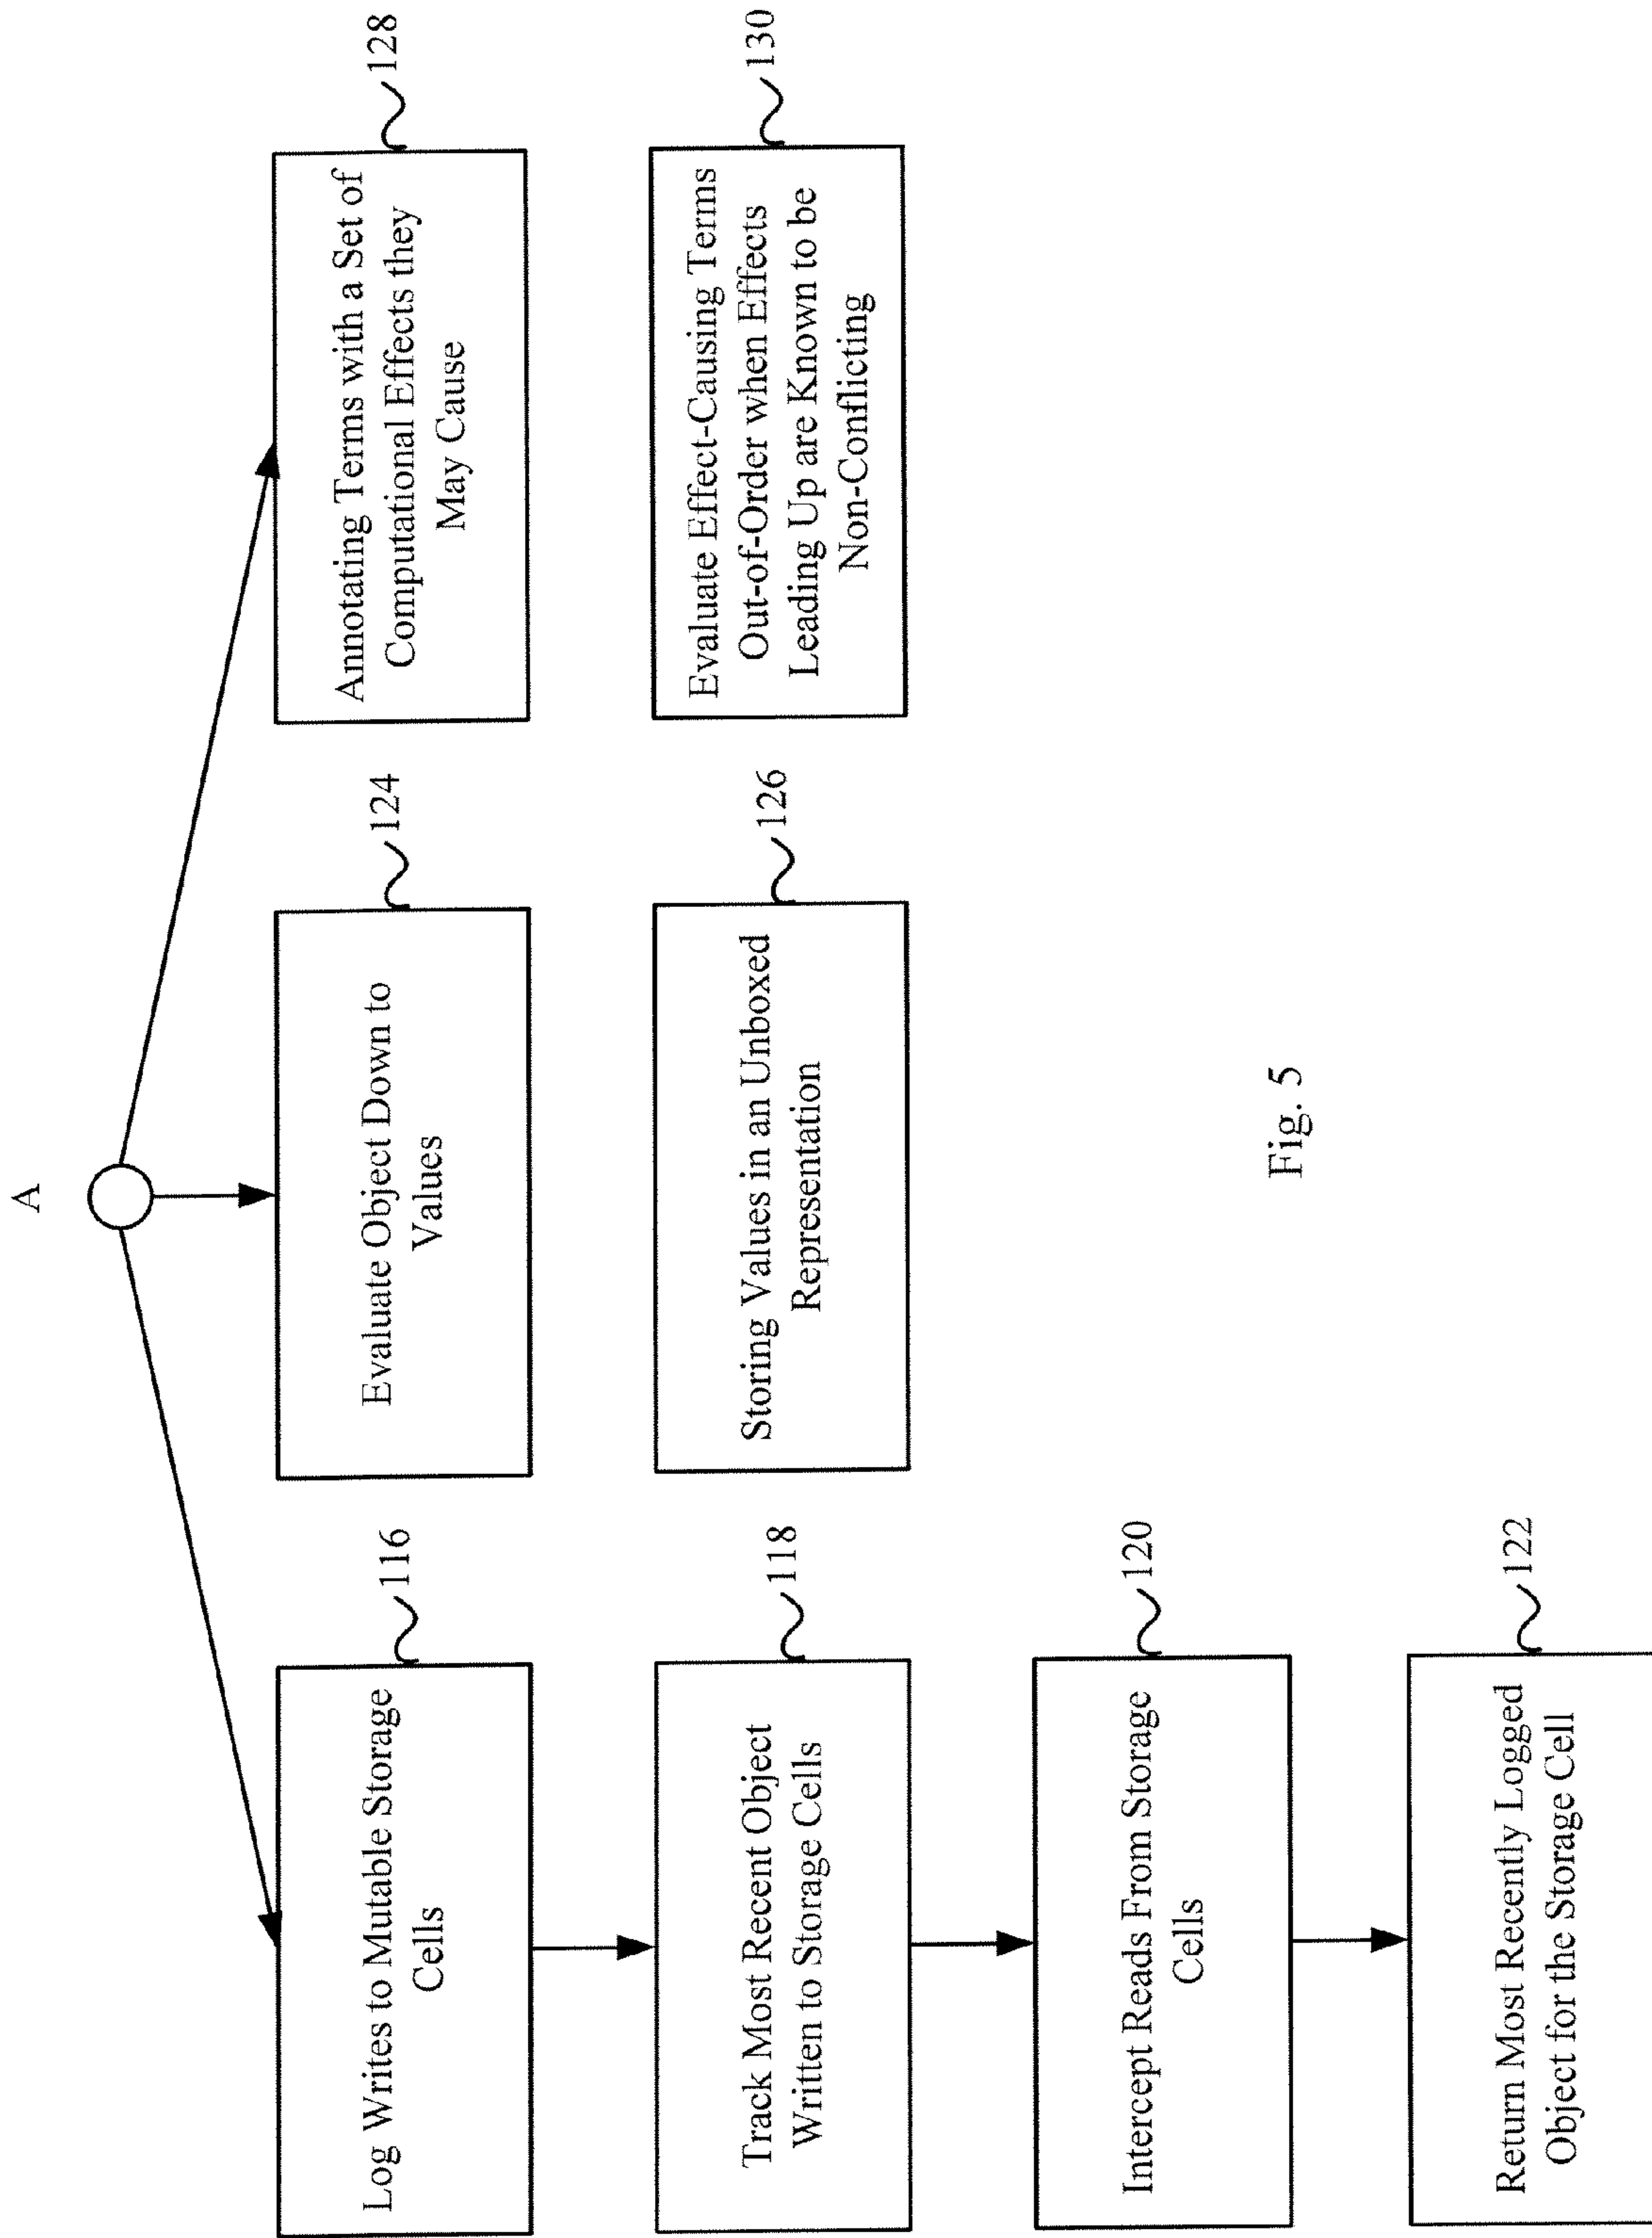 A
Log Writes to Mutable Storage
Cells
116
Track Most Recent Object
Written to Storage Cells
118
Intercept Reads From Storage
Cells
120
Return Most Recently Logged
Object for the Storage Cell
122
Evaluate Object Down to
Values
124
Storing Values in an Unboxed
Representation
126
Annotating Terms with a Set of
Computational Effects they
May Cause
128
Evaluate Effect-Causing Terms
Out-of-Order when Effects
Leading Up are Known to be
Non-Conflicting
130
Fig. 5